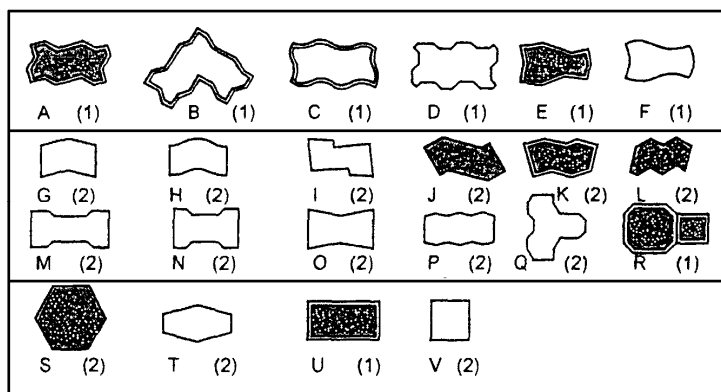 A (1) B (1) C (1) D (1) E (1) F (1)
G (2) H (2) I (2) J (2) K (2) L (2)
M (2) N (2) O (2) P (2) Q (2) R (1)
S (2) T (2) U (1) V (2)